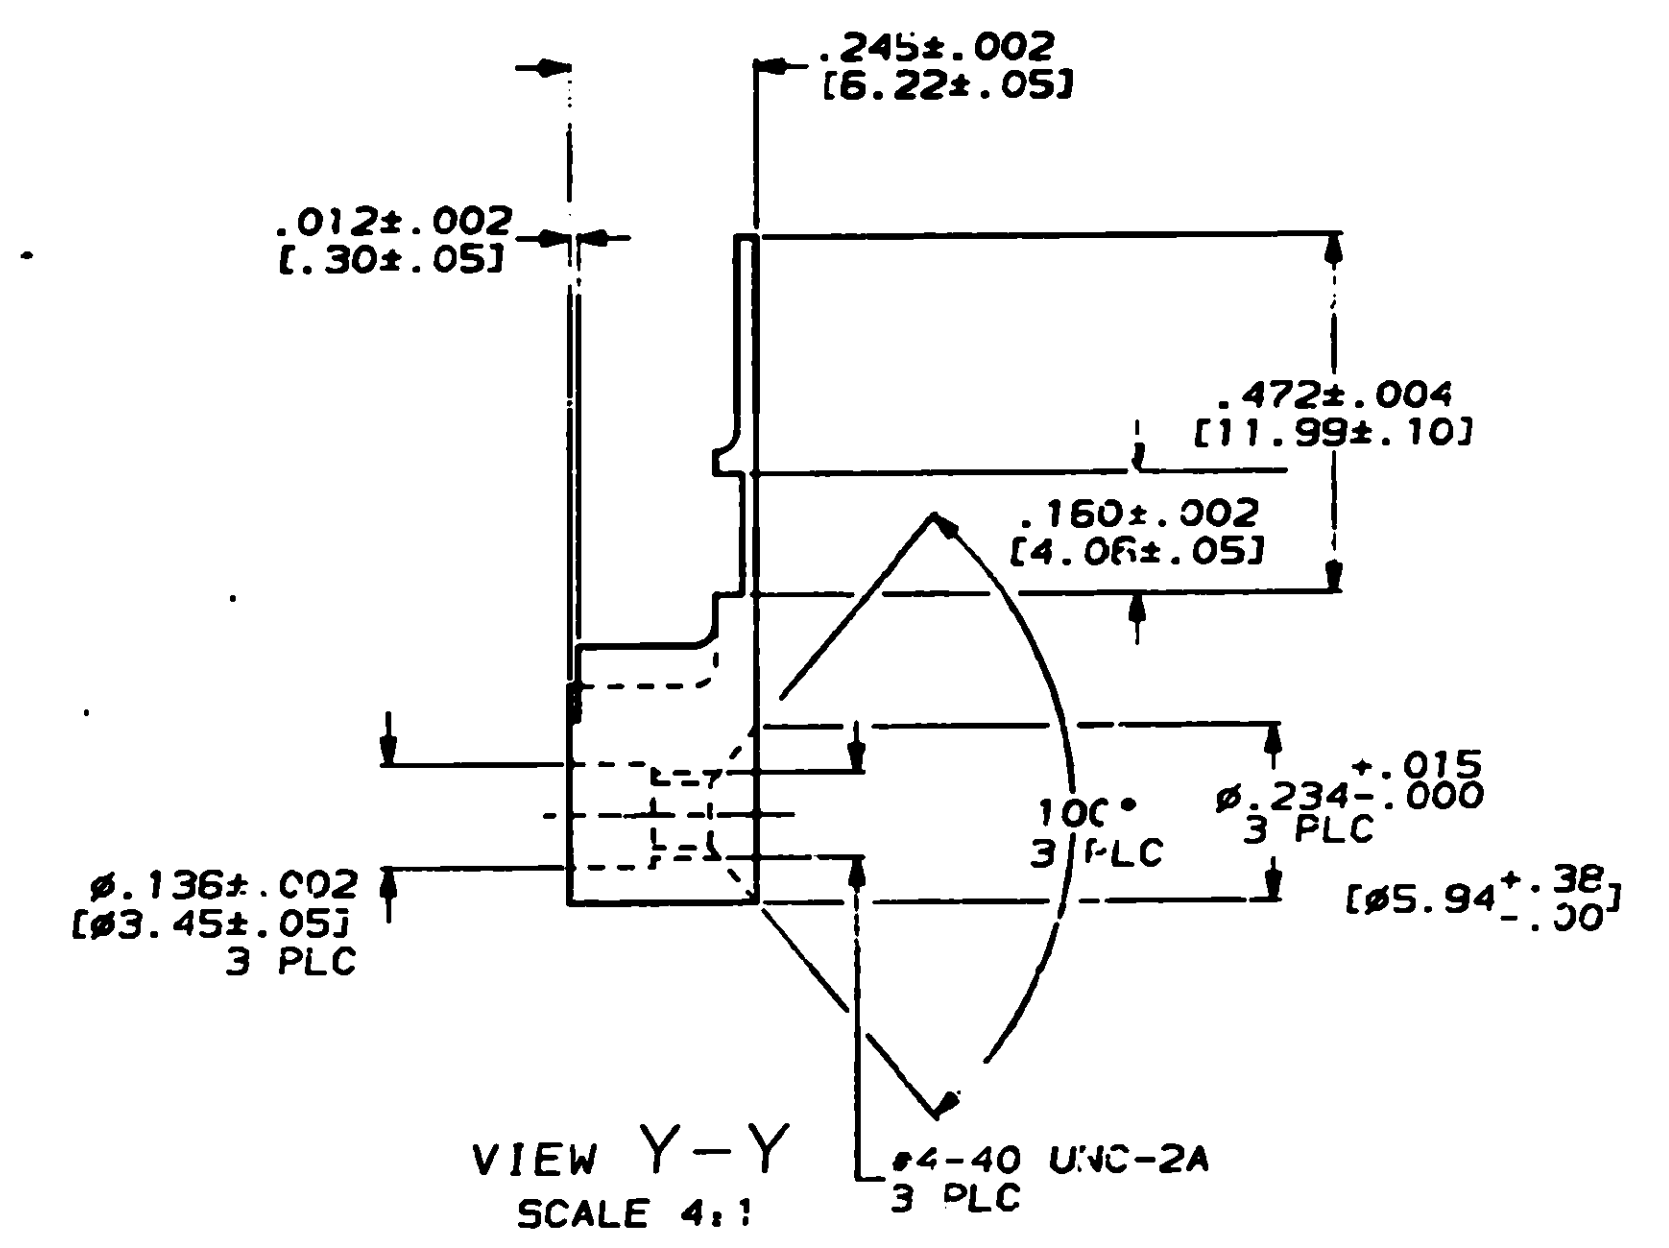 .245±.002
[6.22±.05]
.012±.002
[.30±.05]
.472±.004
[11.99±.10]
.160±.002
[4.06±.05]
+.015
Ø.234-.000
3 PLC
100°
3 PLC
Ø.136±.002
[Ø3.45±.05]
3 PLC
[Ø5.94+.38
-.00]
VIEW Y-Y
SCALE 4:1
#4-40 UNC-2A
3 PLC